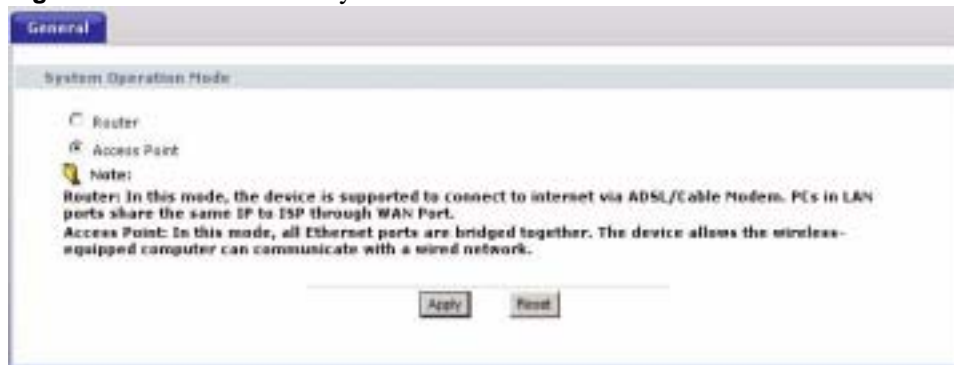 General
System Operation Mode
Router
Access Point
Note:
Router: In this mode, the device is supported to connect to internet via ADSL/Cable Modem. PCs in LAN
ports share the same IP to ISP through WAN Port.
Access Point: In this mode, all Ethernet ports are bridged together. The device allows the wireless-
equipped computer can communicate with a wired network.
Apply
Reset